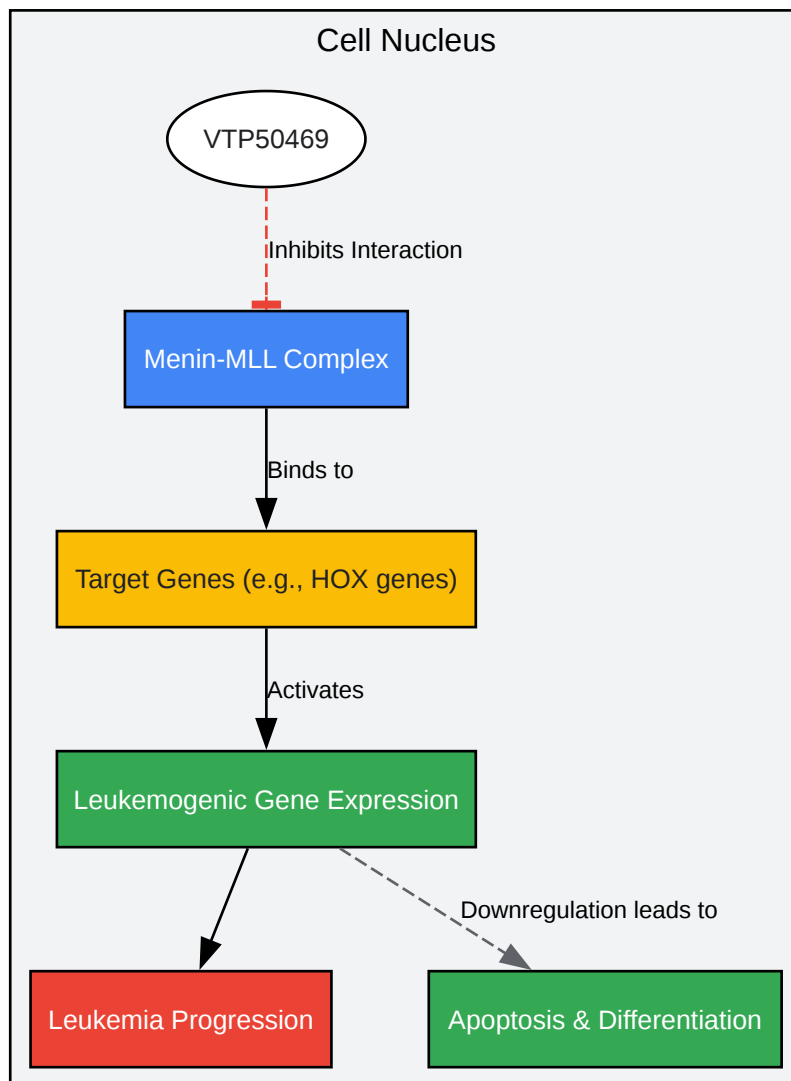 Cell Nucleus
VTP50469
Inhibits Interaction
Menin-MLL Complex
Binds to
Target Genes (e.g., HOX genes)
Activates
Leukemogenic Gene Expression
Downregulation leads to
Leukemia Progression
Apoptosis & Differentiation